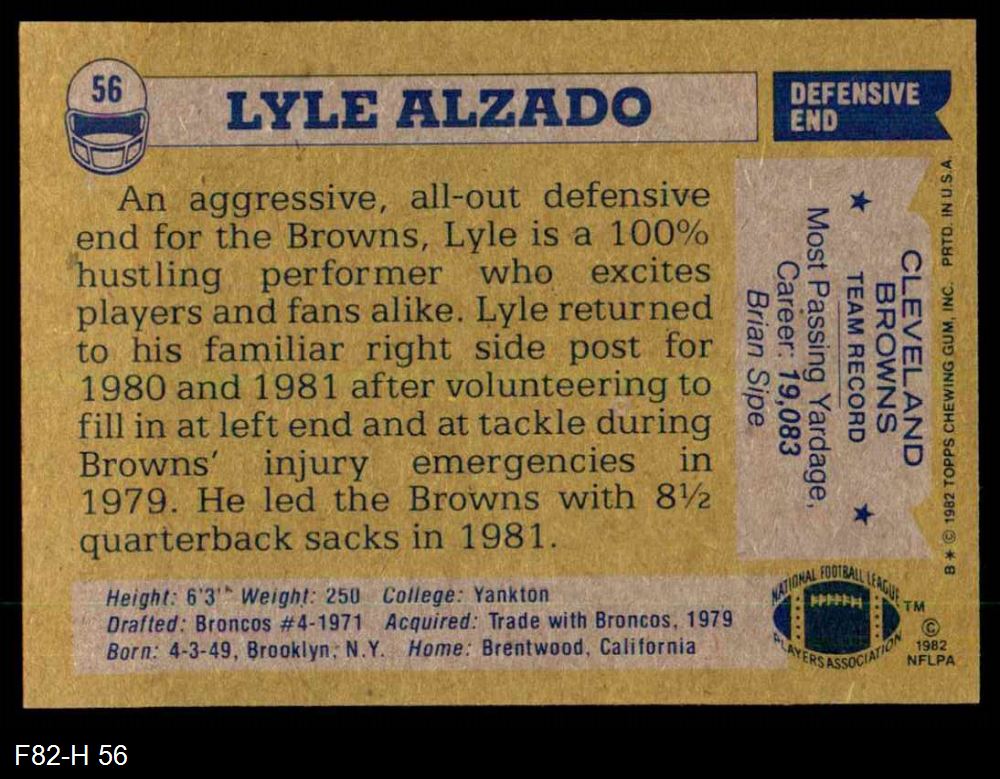 56
LYLE ALZADO
DEFENSIVE
END
An aggressive, all-out defensive
end for the Browns, Lyle is a 100%
hustling performer who excites
players and fans alike. Lyle returned
to his familiar right side post for
1980 and 1981 after volunteering to
fill in at left end and at tackle during
Browns' injury emergencies in
1979. He led the Browns with 8½
quarterback sacks in 1981.
CLEVELAND
BROWNS
★ TEAM RECORD ★
Most Passing Yardage,
Career: 19,083
Brian Sipe
B * © 1982 TOPPS CHEWING GUM, INC. PRTD. IN U.S.A.
Height: 6'3" Weight: 250 College: Yankton
Drafted: Broncos #4-1971 Acquired: Trade with Broncos, 1979
Born: 4-3-49, Brooklyn, N.Y. Home: Brentwood, California
NATIONAL FOOTBALL LEAGUE
PLAYERS ASSOCIATION
TM
©
1982
NFLPA
F82-H 56